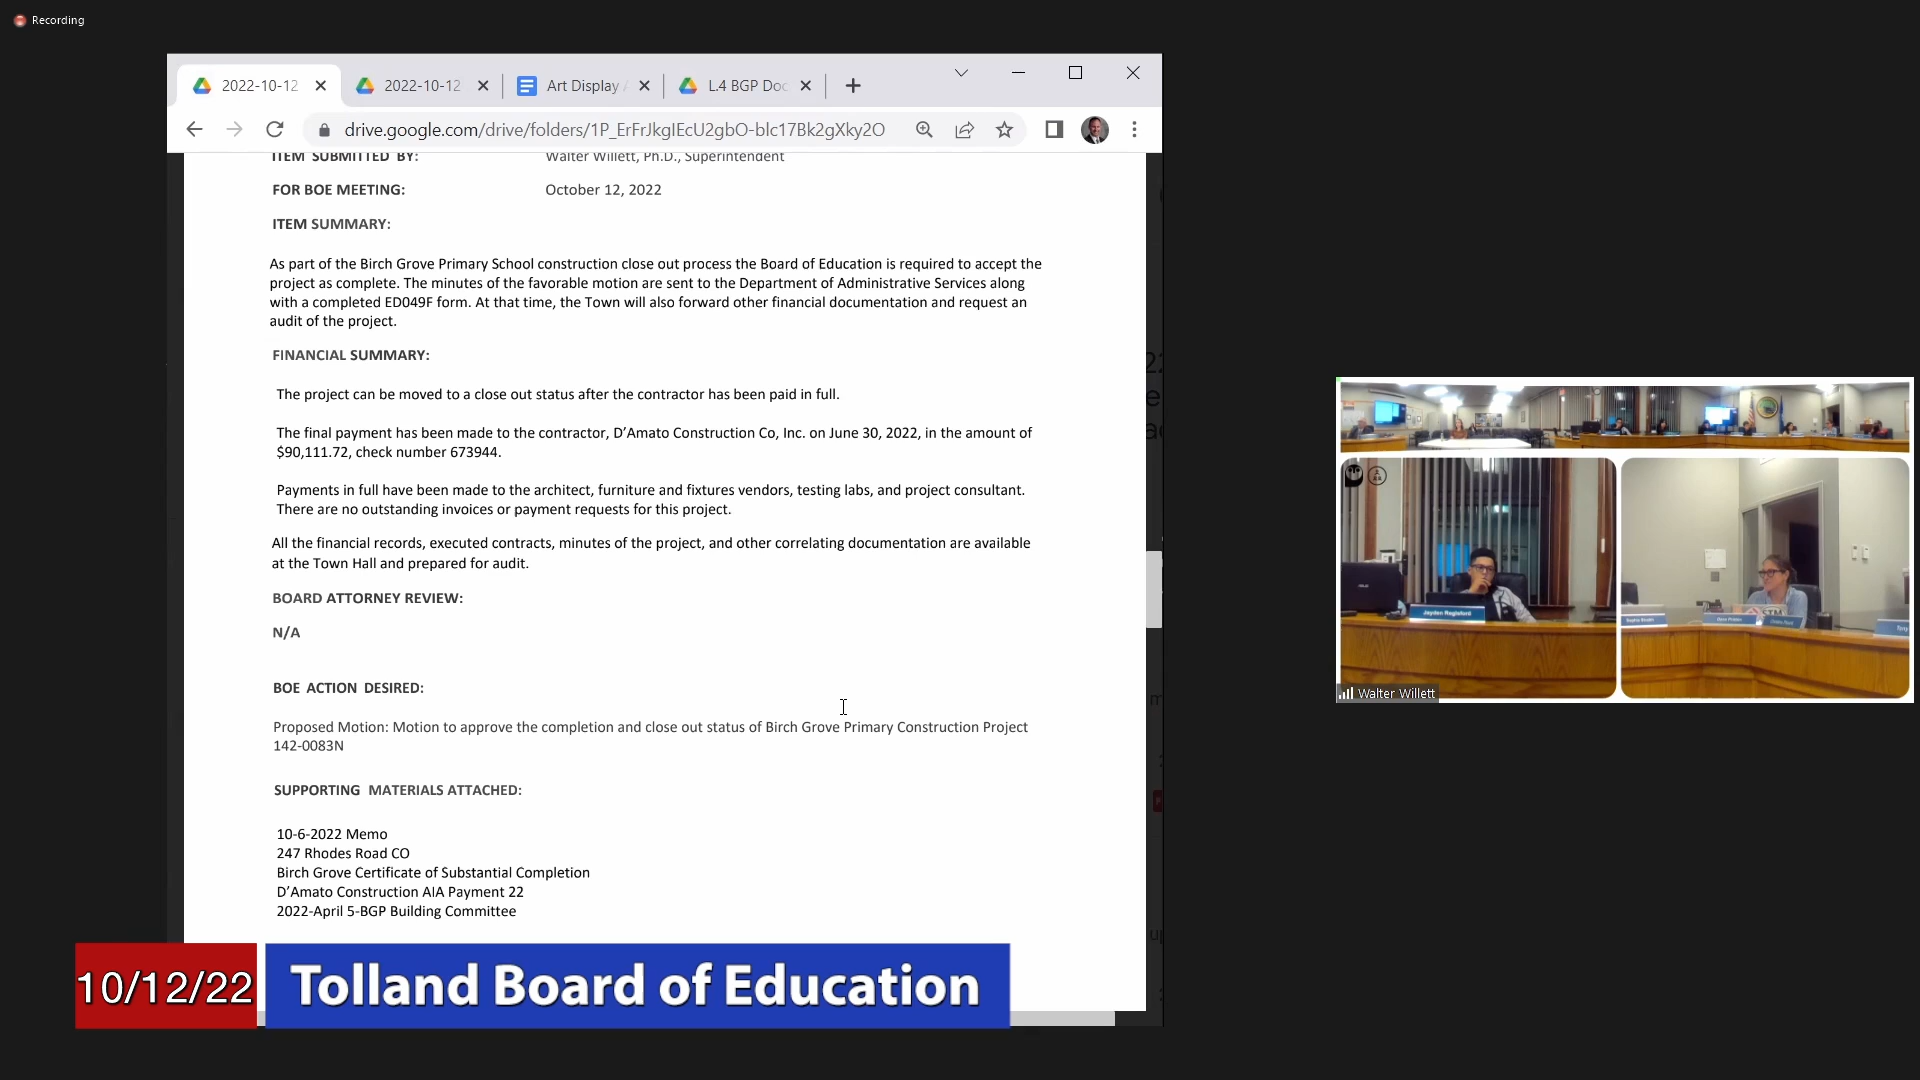 Recording
2022-10-12
2022-10-12
Art Display
L.4 BGP Doc
drive.google.com/drive/folders/1P_ErFrJkgIEcU2gbO-blc17Bk2gXky2O
ITEM SUBMITTED BY: Walter Willett, Ph.D., Superintendent
FOR BOE MEETING: October 12, 2022
ITEM SUMMARY:
As part of the Birch Grove Primary School construction close out process the Board of Education is required to accept the
project as complete. The minutes of the favorable motion are sent to the Department of Administrative Services along
with a completed ED049F form. At that time, the Town will also forward other financial documentation and request an
audit of the project.
FINANCIAL SUMMARY:
The project can be moved to a close out status after the contractor has been paid in full.
The final payment has been made to the contractor, D’Amato Construction Co, Inc. on June 30, 2022, in the amount of
$90,111.72, check number 673944.
Payments in full have been made to the architect, furniture and fixtures vendors, testing labs, and project consultant.
There are no outstanding invoices or payment requests for this project.
All the financial records, executed contracts, minutes of the project, and other correlating documentation are available
at the Town Hall and prepared for audit.
BOARD ATTORNEY REVIEW:
N/A
BOE ACTION DESIRED:
Proposed Motion: Motion to approve the completion and close out status of Birch Grove Primary Construction Project
142-0083N
SUPPORTING MATERIALS ATTACHED:
10-6-2022 Memo
247 Rhodes Road CO
Birch Grove Certificate of Substantial Completion
D’Amato Construction AIA Payment 22
2022-April 5-BGP Building Committee
10/12/22
Tolland Board of Education
Walter Willett